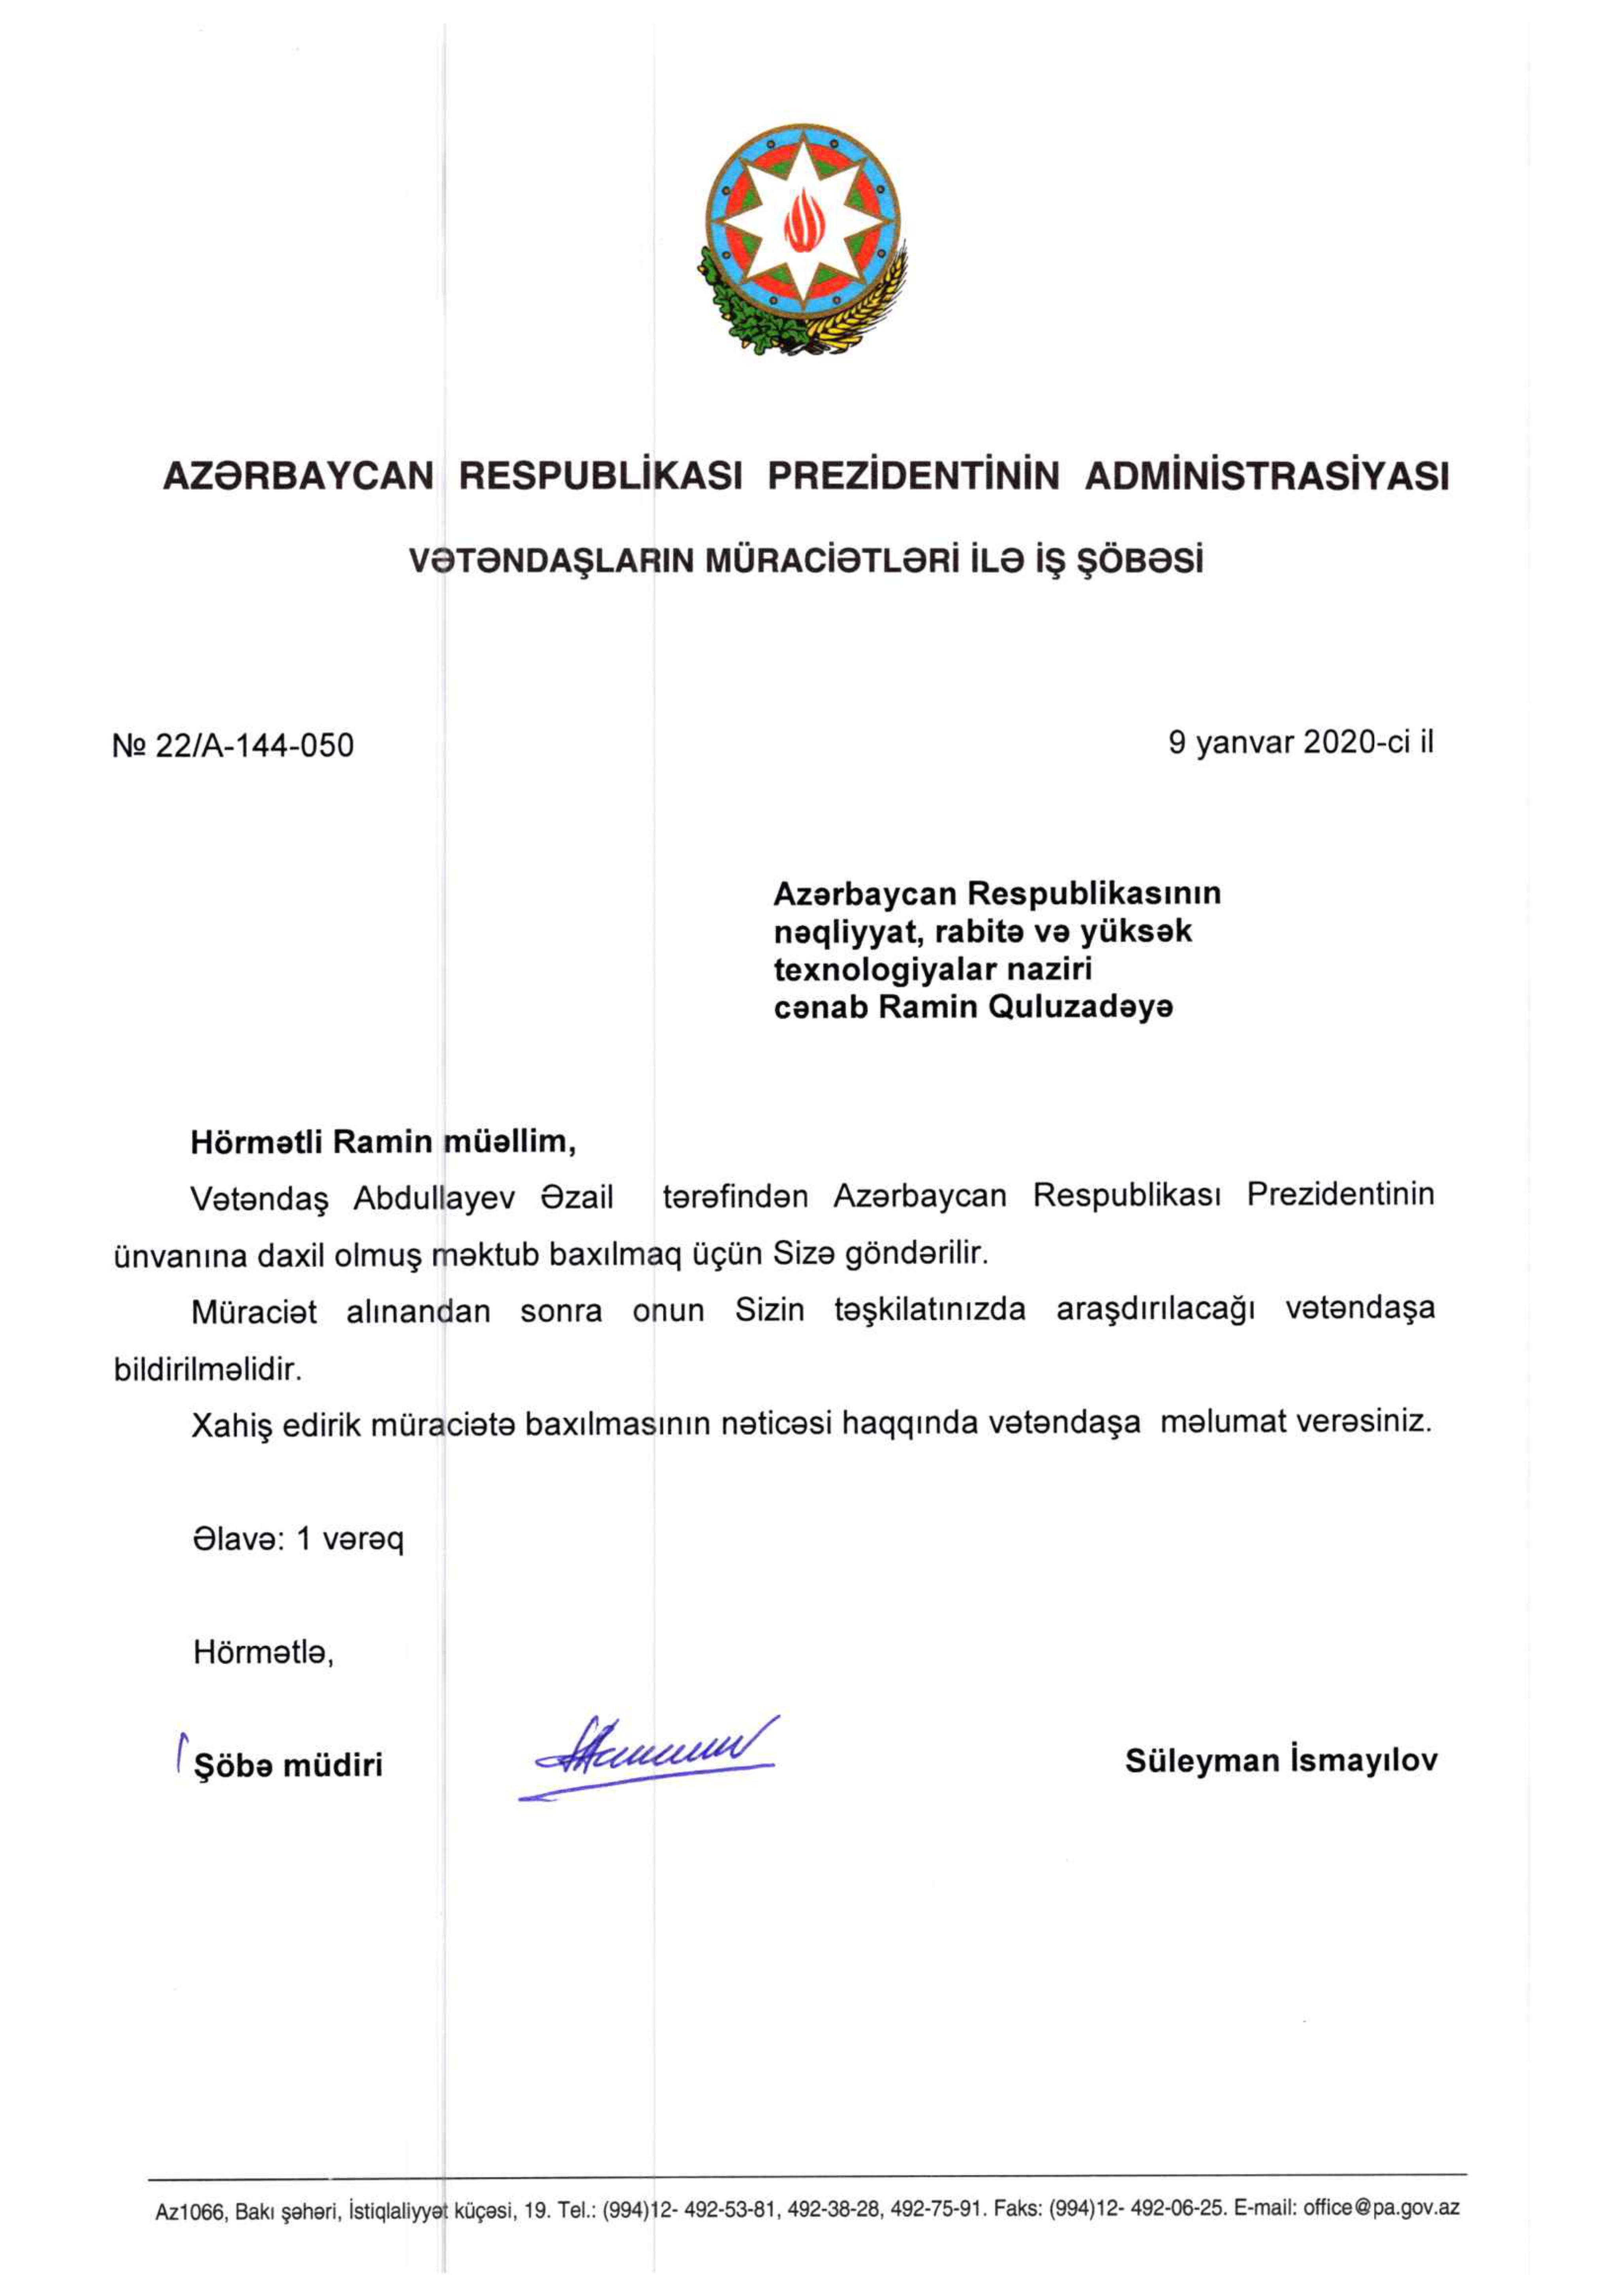 AZƏRBAYCAN RESPUBLİKASI PREZİDENTİNİN ADMİNİSTRASİYASI
VƏTƏNDAŞLARIN MÜRACİƏTLƏRİ İLƏ İŞ ŞÖBƏSİ
№ 22/A-144-050
9 yanvar 2020-ci il
Azərbaycan Respublikasının
nəqliyyat, rabitə və yüksək
texnologiyalar naziri
cənab Ramin Quluzadəyə
Hörmətli Ramin müəllim,
Vətəndaş Abdullayev Əzail tərəfindən Azərbaycan Respublikası Prezidentinin
ünvanına daxil olmuş məktub baxılmaq üçün Sizə göndərilir.
Müraciət alınandan sonra onun Sizin təşkilatınızda araşdırılacağı vətəndaşa
bildirilməlidir.
Xahiş edirik müraciətə baxılmasının nəticəsi haqqında vətəndaşa məlumat verəsiniz.
Əlavə: 1 vərəq
Hörmətlə,
Şöbə müdiri
Süleyman İsmayılov
Az1066, Bakı şəhəri, İstiqlaliyyət küçəsi, 19. Tel.: (994)12- 492-53-81, 492-38-28, 492-75-91. Faks: (994)12- 492-06-25. E-mail: office@pa.gov.az